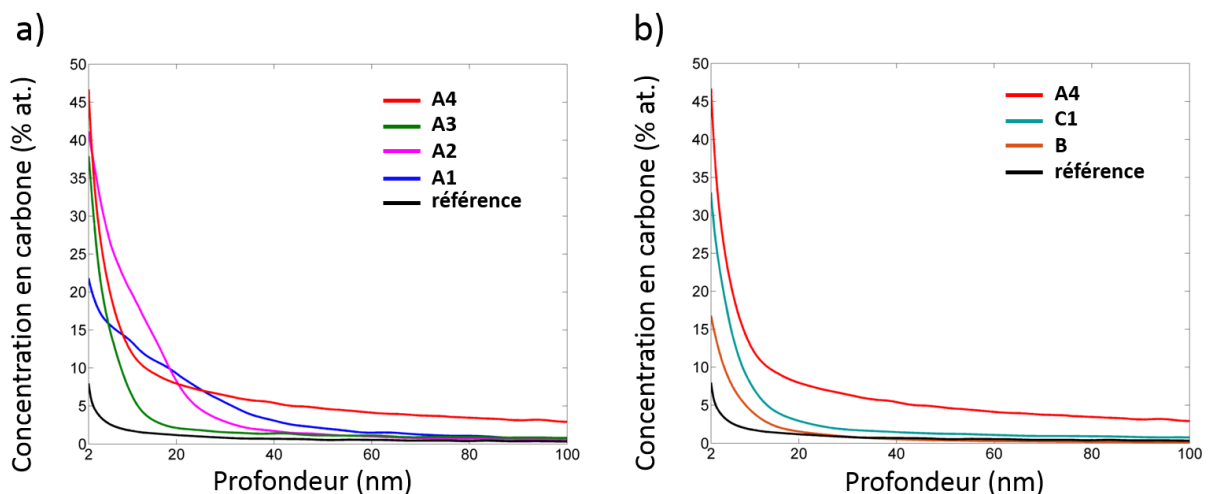 a)
Concentration en carbone (% at.)
50
45
40
35
30
25
20
15
10
5
0
2 20 40 60 80 100
Profondeur (nm)
A4
A3
A2
A1
référence
b)
Concentration en carbone (% at.)
50
45
40
35
30
25
20
15
10
5
0
2 20 40 60 80 100
Profondeur (nm)
A4
C1
B
référence